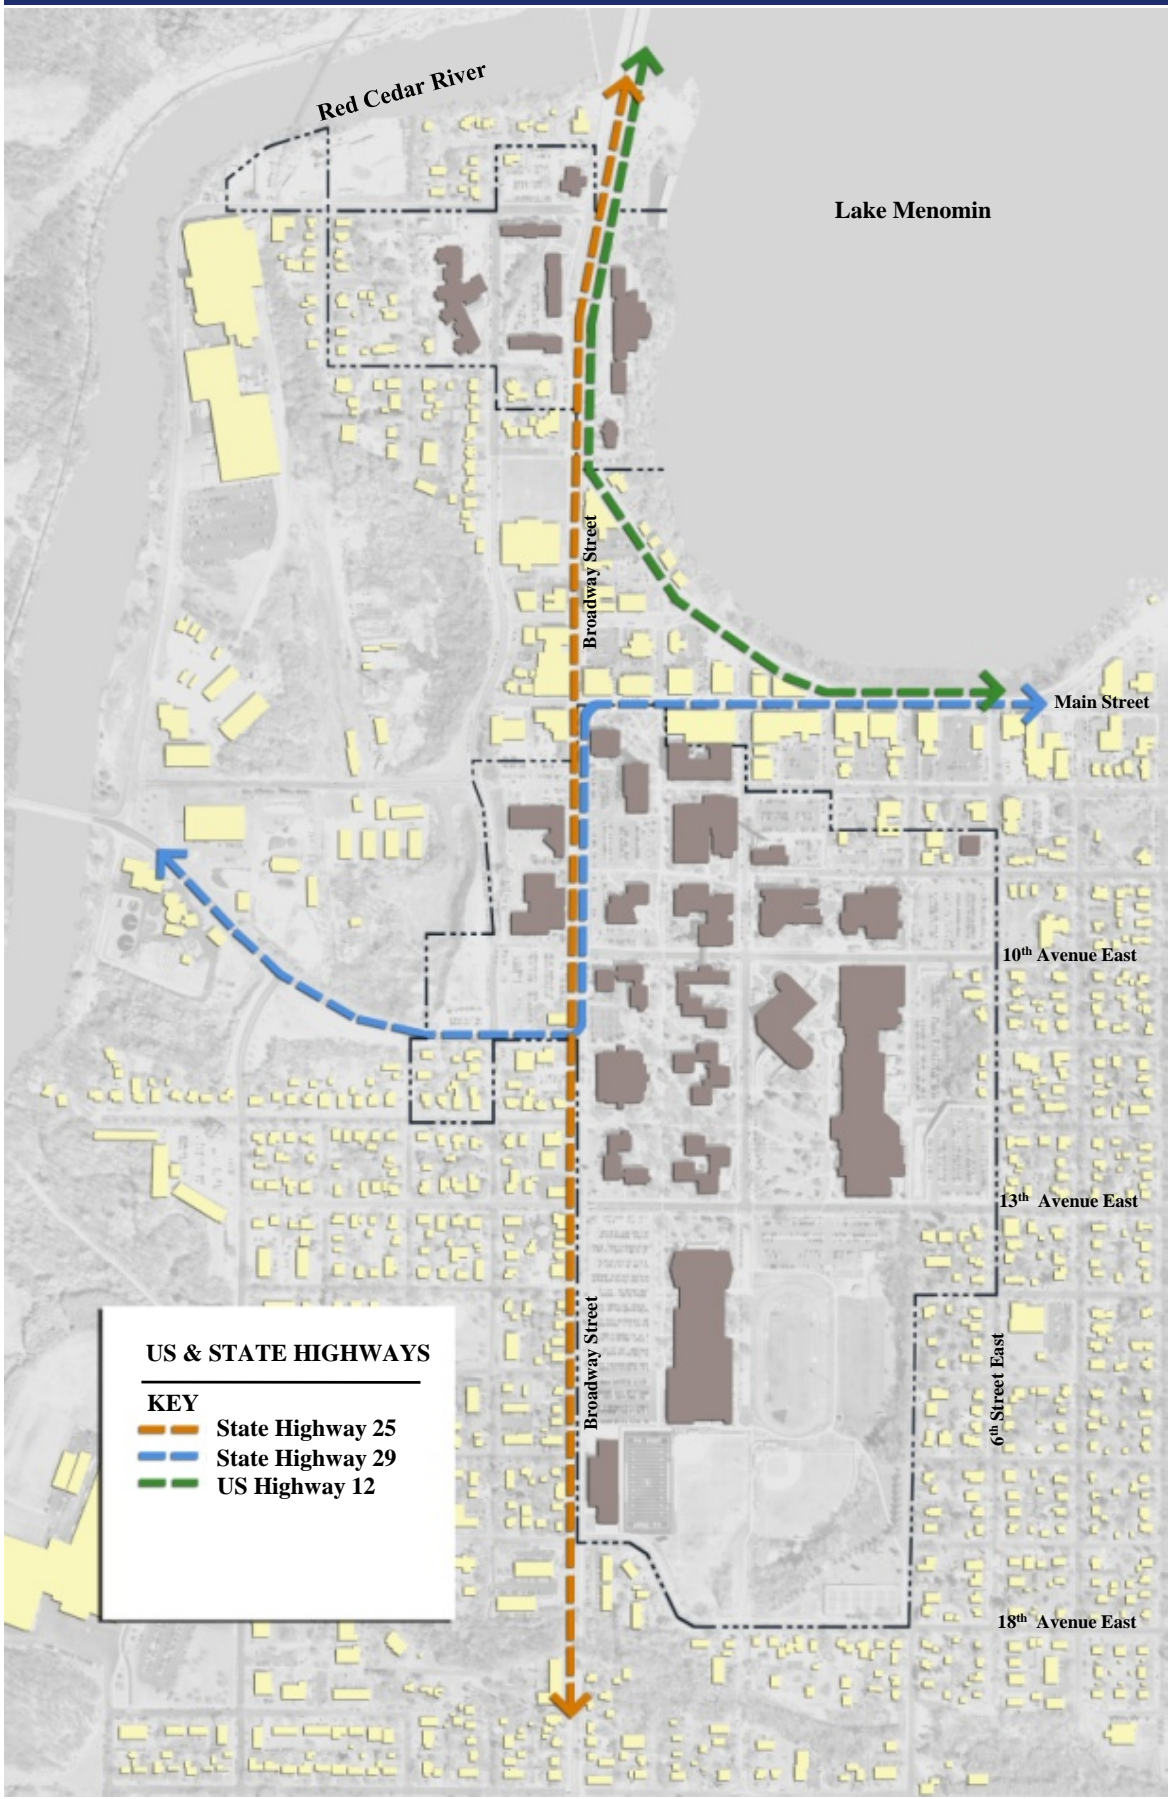 Red Cedar River
Lake Menomin
Broadway Street
Main Street
10th Avenue East
13th Avenue East
Broadway Street
6th Street East
18th Avenue East
US & STATE HIGHWAYS
KEY
State Highway 25
State Highway 29
US Highway 12